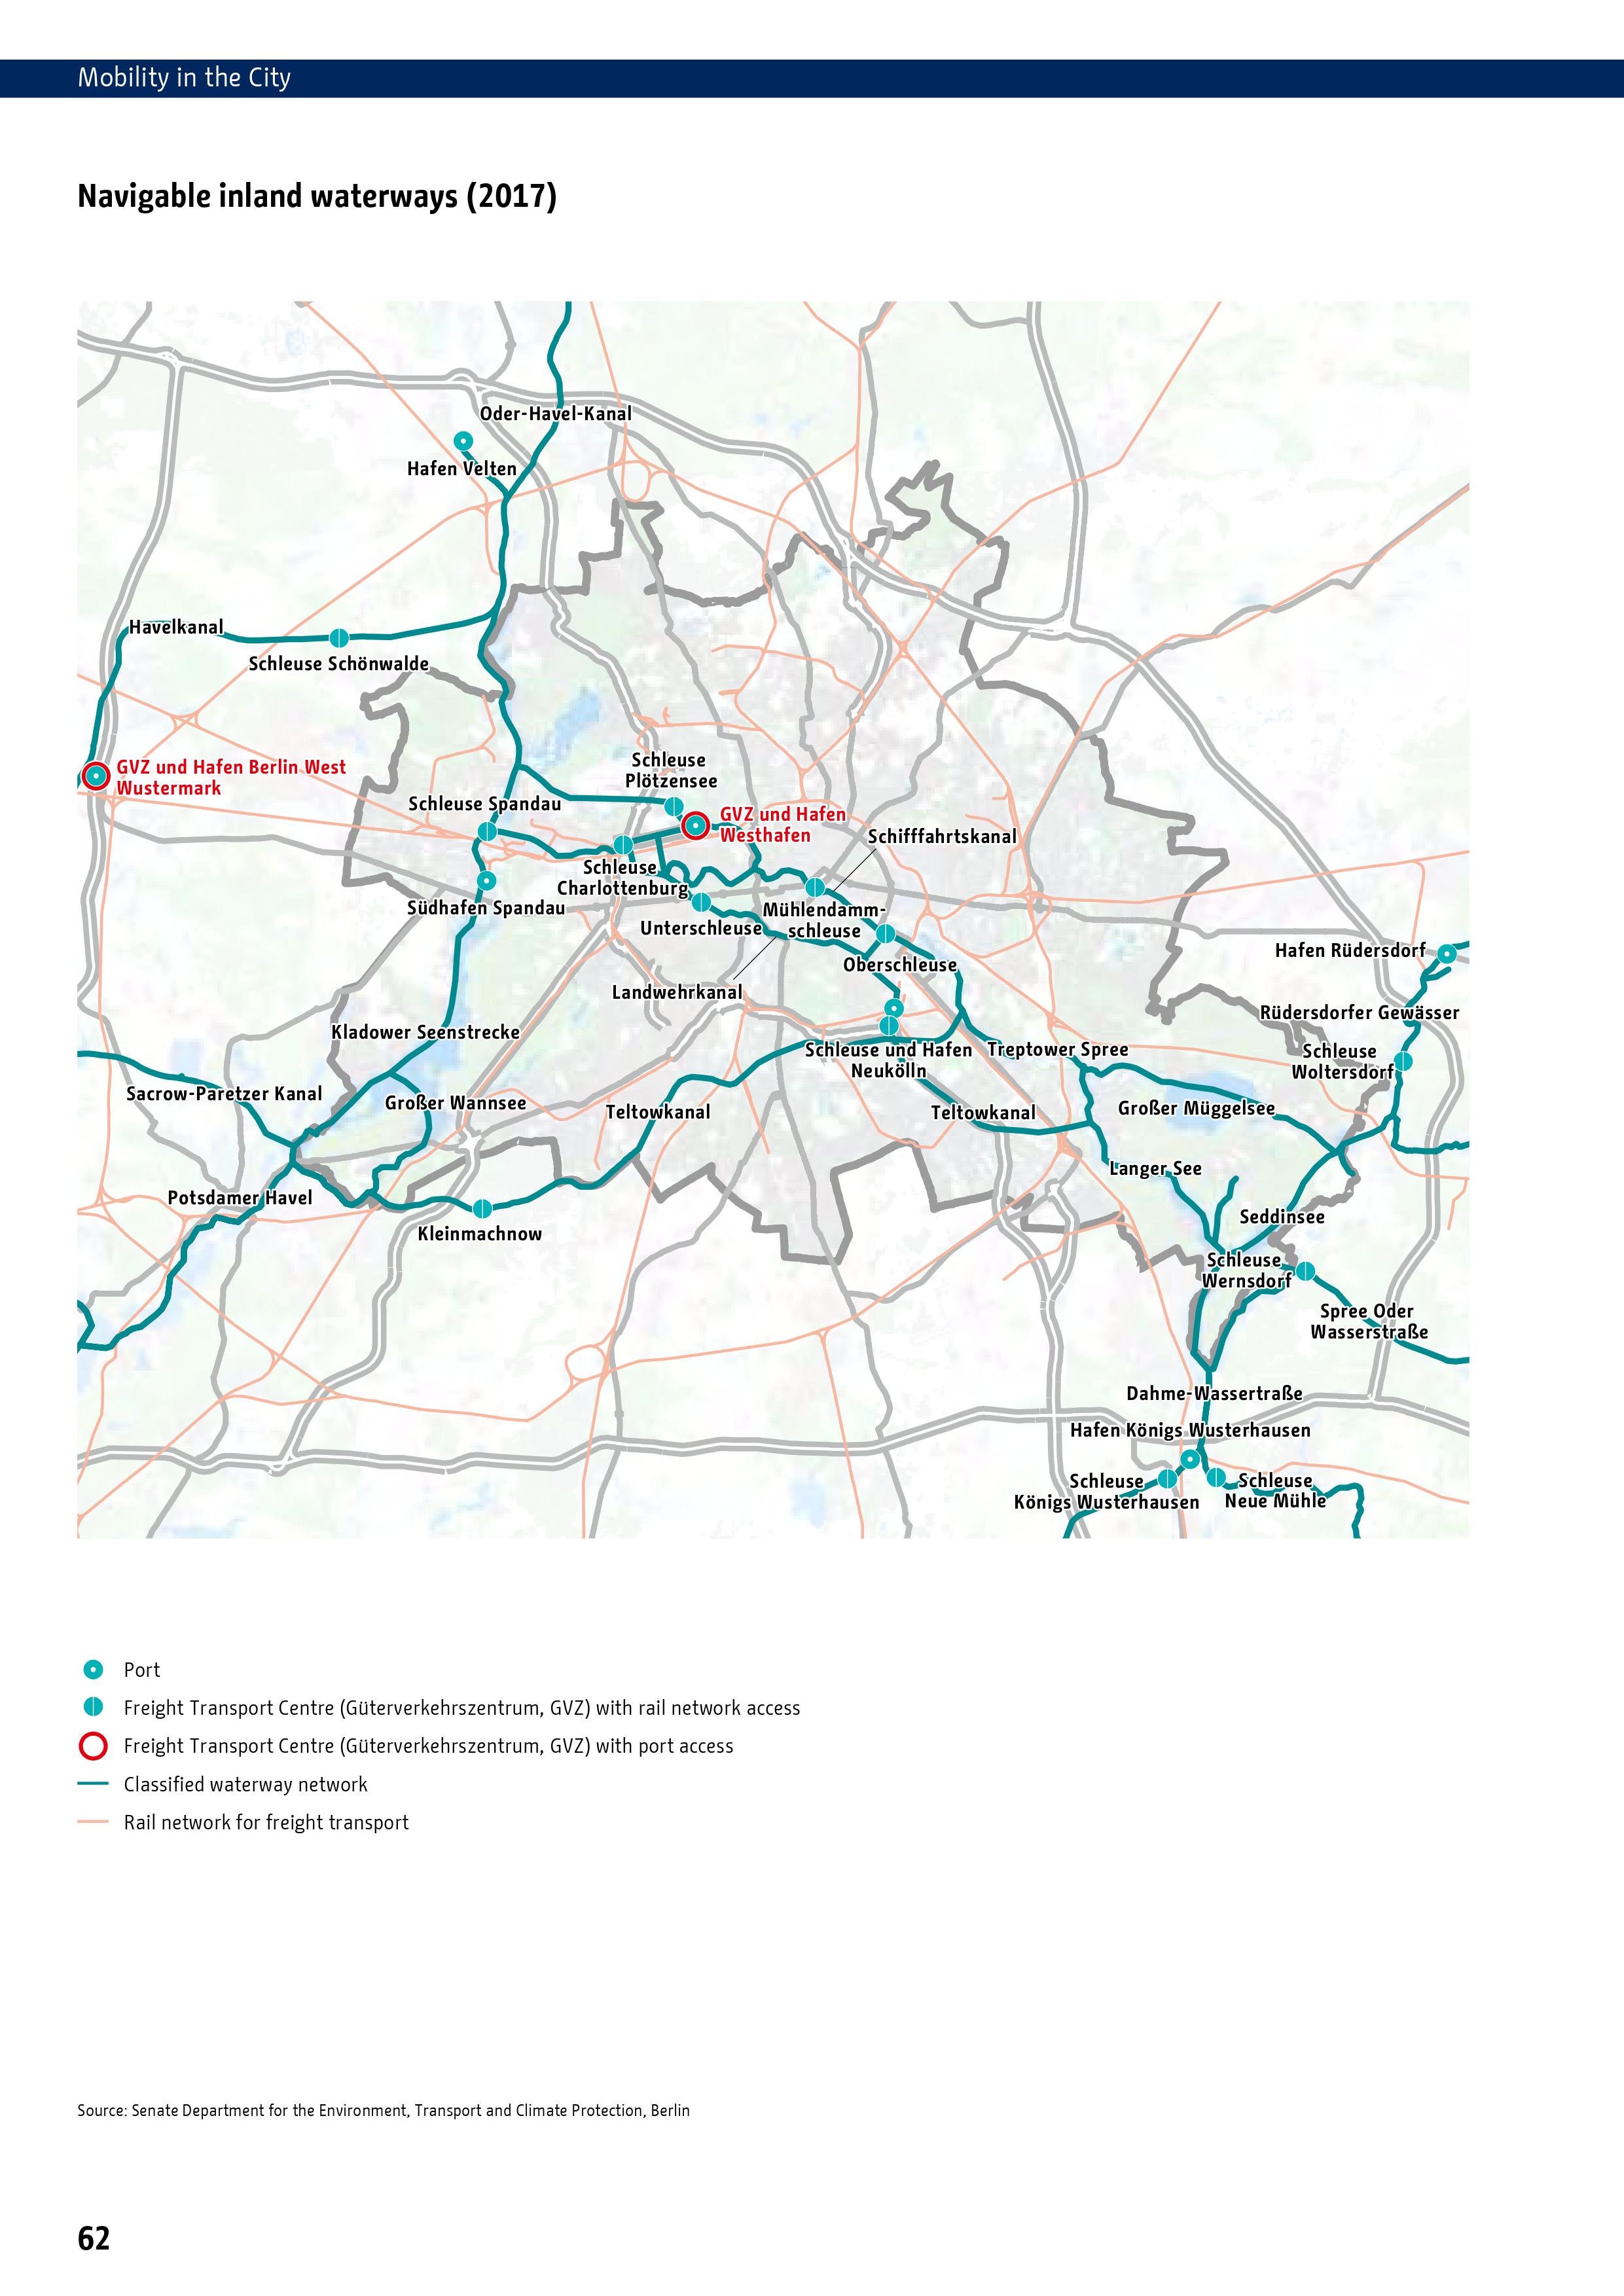 Mobility in the City
Navigable inland waterways (2017)
Oder-Havel-Kanal
Hafen Velten
Havelkanal
Schleuse Schönwalde
GVZ und Hafen Berlin West
Wustermark
Schleuse
Plötzensee
Schleuse Spandau
GVZ und Hafen
Westhafen
Schifffahrtskanal
Schleuse
Charlottenburg
Südhafen Spandau
Unterschleuse
Mühlendamm-
schleuse
Oberschleuse
Hafen Rüdersdorf
Landwehrkanal
Rüdersdorfer Gewässer
Kladower Seenstrecke
Schleuse und Hafen
Neukölln
Treptower Spree
Schleuse
Woltersdorf
Sacrow-Paretzer Kanal
Großer Wannsee
Teltowkanal
Teltowkanal
Großer Müggelsee
Langer See
Potsdamer Havel
Kleinmachnow
Seddinsee
Schleuse
Wernsdorf
Spree Oder
Wasserstraße
Dahme-Wassertraße
Hafen Königs Wusterhausen
Schleuse
Königs Wusterhausen
Schleuse
Neue Mühle
Port
Freight Transport Centre (Güterverkehrszentrum, GVZ) with rail network access
Freight Transport Centre (Güterverkehrszentrum, GVZ) with port access
Classified waterway network
Rail network for freight transport
Source: Senate Department for the Environment, Transport and Climate Protection, Berlin
62